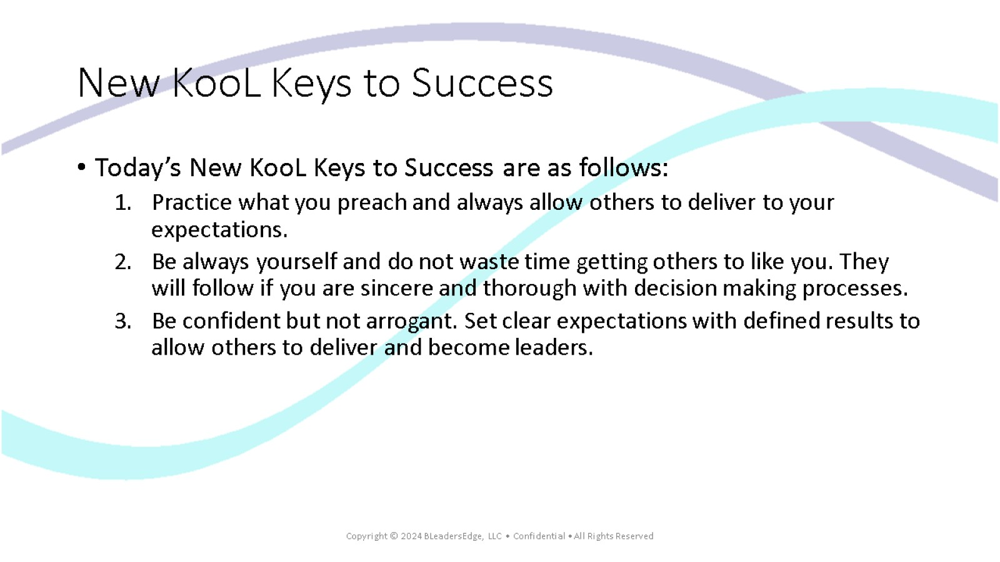 New KooL Keys to Success
• Today’s New KooL Keys to Success are as follows:
1. Practice what you preach and always allow others to deliver to your
expectations.
2. Be always yourself and do not waste time getting others to like you. They
will follow if you are sincere and thorough with decision making processes.
3. Be confident but not arrogant. Set clear expectations with defined results to
allow others to deliver and become leaders.
Copyright © 2024 BLeadersEdge, LLC • Confidential • All Rights Reserved